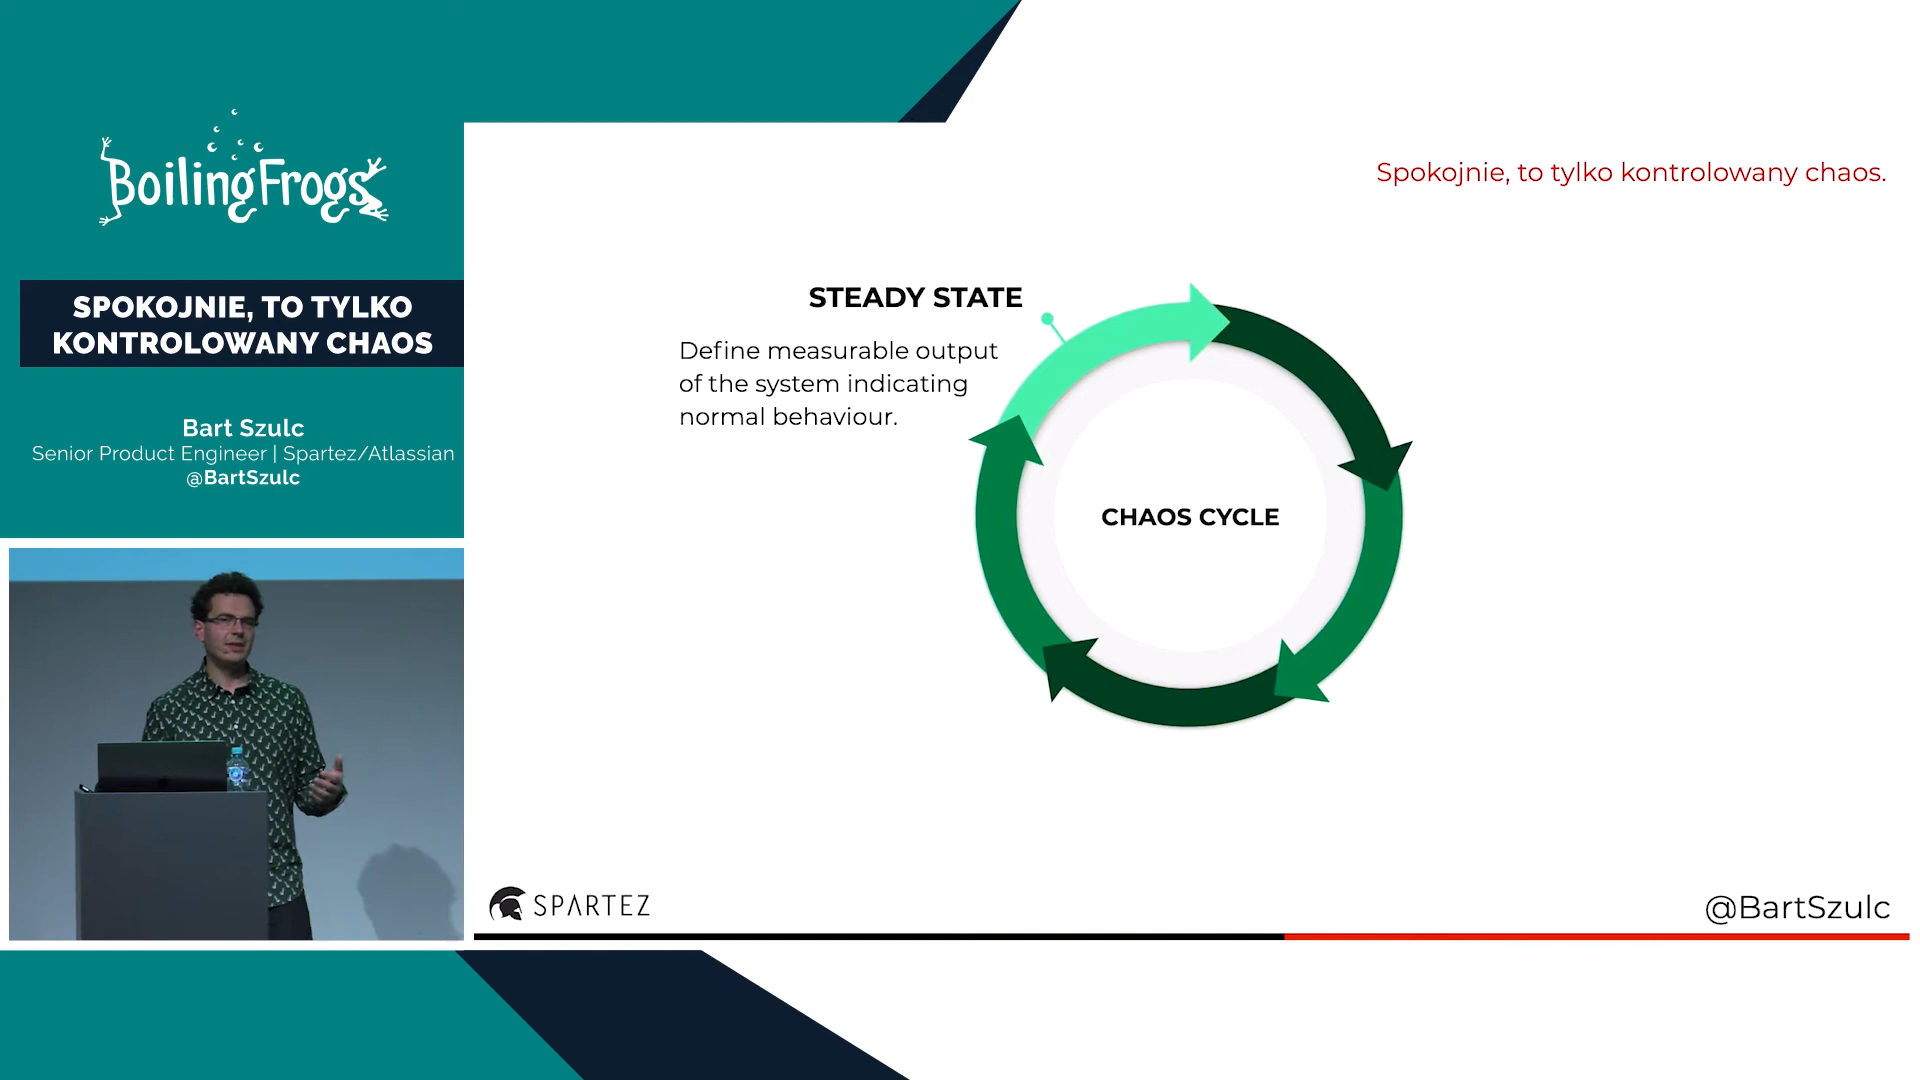 BoilingFrogs
SPOKOJNIE, TO TYLKO
KONTROLOWANY CHAOS
Bart Szulc
Senior Product Engineer | Spartez/Atlassian
@BartSzulc
Spokojnie, to tylko kontrolowany chaos.
STEADY STATE
Define measurable output
of the system indicating
normal behaviour.
CHAOS CYCLE
SPARTEZ
@BartSzulc